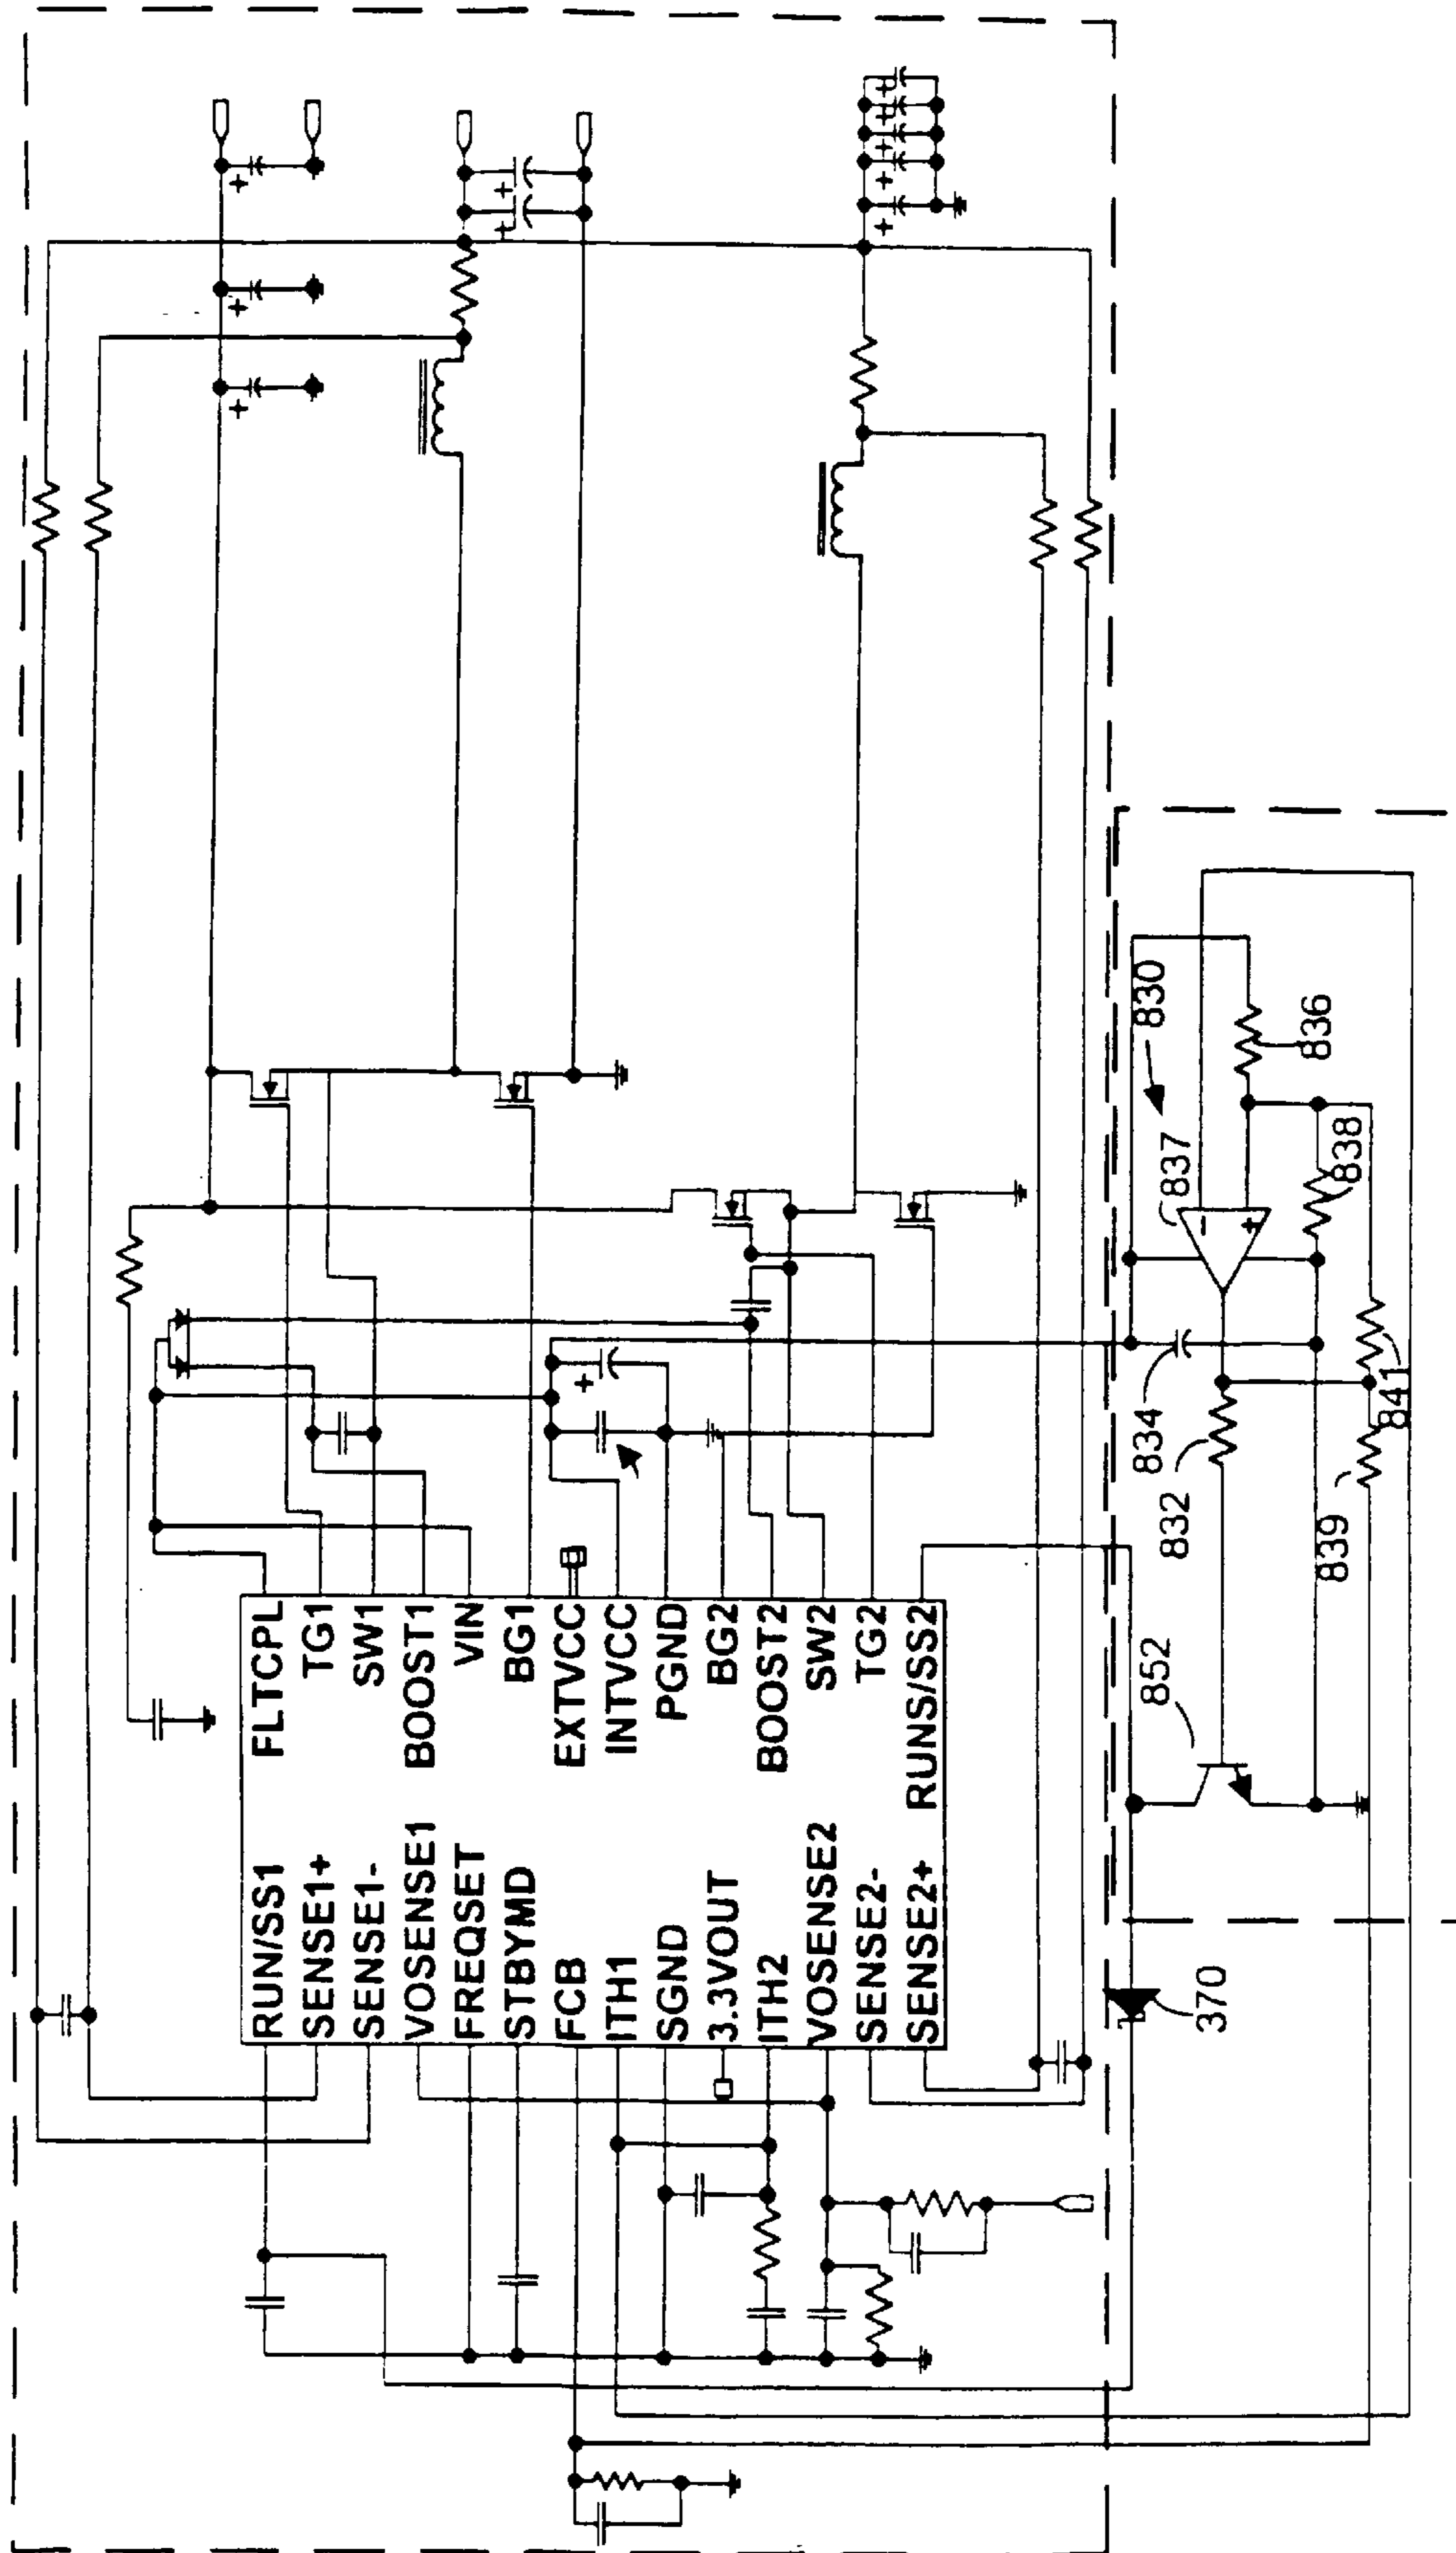 FLTCPL
TG1
SW1
BOOST1
VIN
BG1
EXTVCC
INTVCC
PGND
BG2
BOOST2
SW2
TG2
RUNS/SS2
RUN/SS1
SENSE1+
SENSE1-
VOSENSE1
FREQSET
STBYMD
FCB
ITH1
SGND
3.3VOUT
ITH2
VOSENSE2
SENSE2-
SENSE2+
830
836
837
838
834
841
832
839
852
370